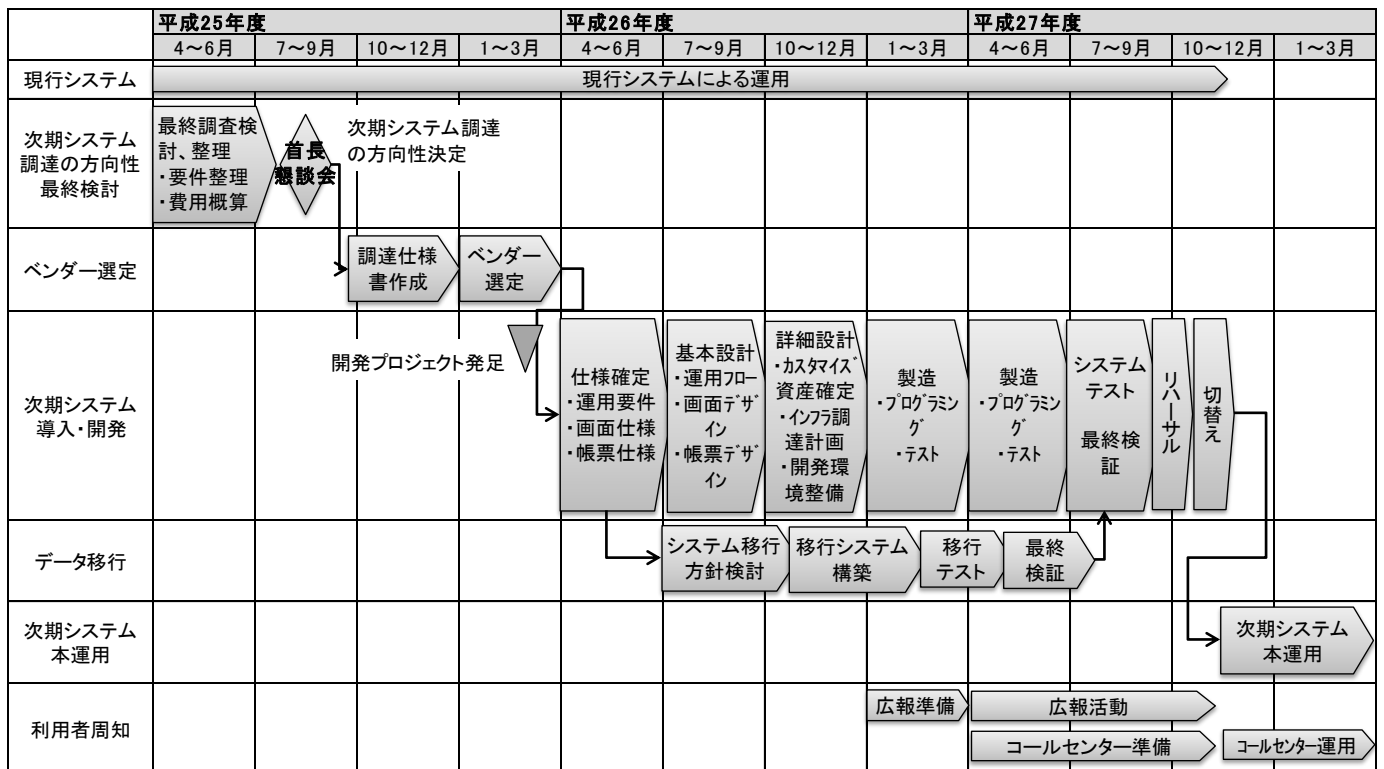 平成25年度
平成26年度
平成27年度
4～6月
7～9月
10～12月
1～3月
4～6月
7～9月
10～12月
1～3月
4～6月
7～9月
10～12月
1～3月
現行システム
現行システムによる運用
次期システム
調達の方向性
最終検討
最終調査検
討、整理
・要件整理
・費用概算
首長
懇談会
次期システム調達
の方向性決定
ベンダー選定
調達仕様
書作成
ベンダー
選定
次期システム
導入・開発
開発プロジェクト発足
仕様確定
・運用要件
・画面仕様
・帳票仕様
基本設計
・運用ﾌﾛｰ
・画面ﾃﾞｻﾞ
ｲﾝ
・帳票ﾃﾞｻﾞ
ｲﾝ
詳細設計
・ｶｽﾀﾏｲｽﾞ
資産確定
・ｲﾝﾌﾗ調
達計画
・開発環
境整備
製造
・ﾌﾟﾛｸﾞﾗﾐﾝ
ｸﾞ
・ﾃｽﾄ
製造
・ﾌﾟﾛｸﾞﾗﾐﾝ
ｸﾞ
・ﾃｽﾄ
システム
テスト
最終検
証
リハーサル
切替え
データ移行
システム移行
方針検討
移行システム
構築
移行
テスト
最終
検証
次期システム
本運用
次期システム
本運用
利用者周知
広報準備
広報活動
コールセンター準備
ｺｰﾙｾﾝﾀｰ運用